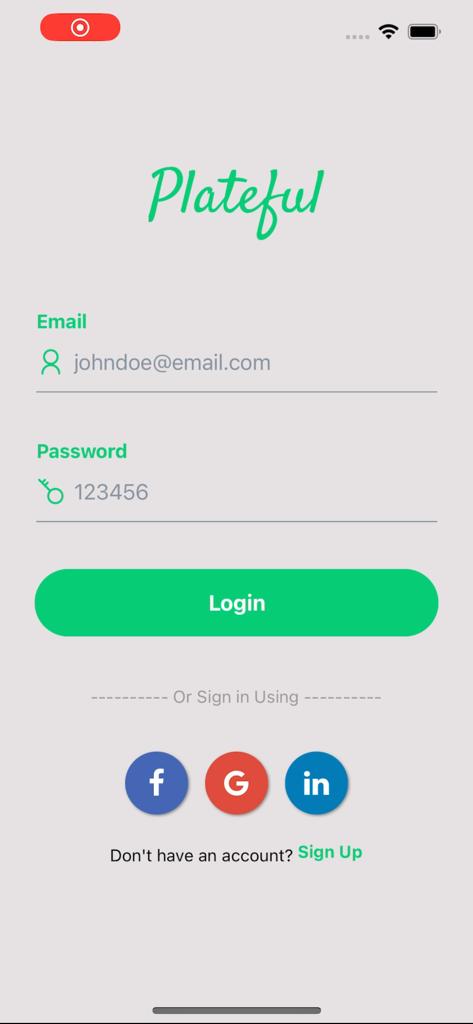 Plateful
Email
johndoe@email.com
Password
123456
Login
---------- Or Sign in Using ----------
f G in
Don't have an account? Sign Up